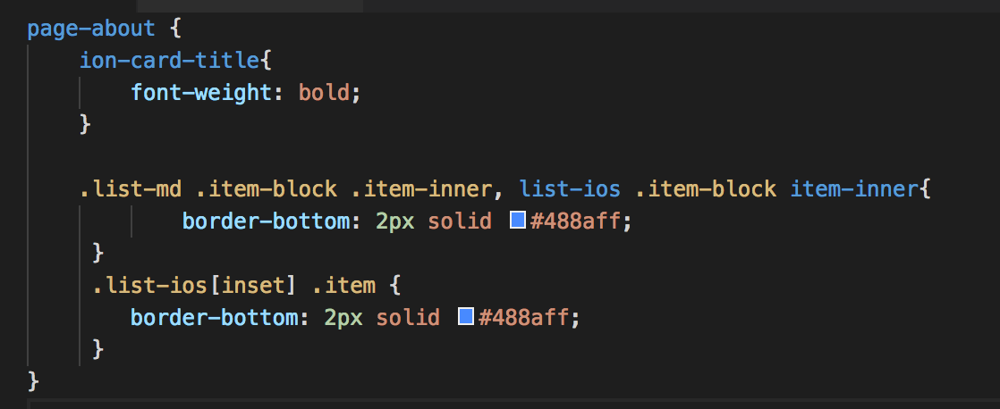 page-about {
ion-card-title{
font-weight: bold;
}
.list-md .item-block .item-inner, list-ios .item-block item-inner{
border-bottom: 2px solid #488aff;
}
.list-ios[inset] .item {
border-bottom: 2px solid #488aff;
}
}